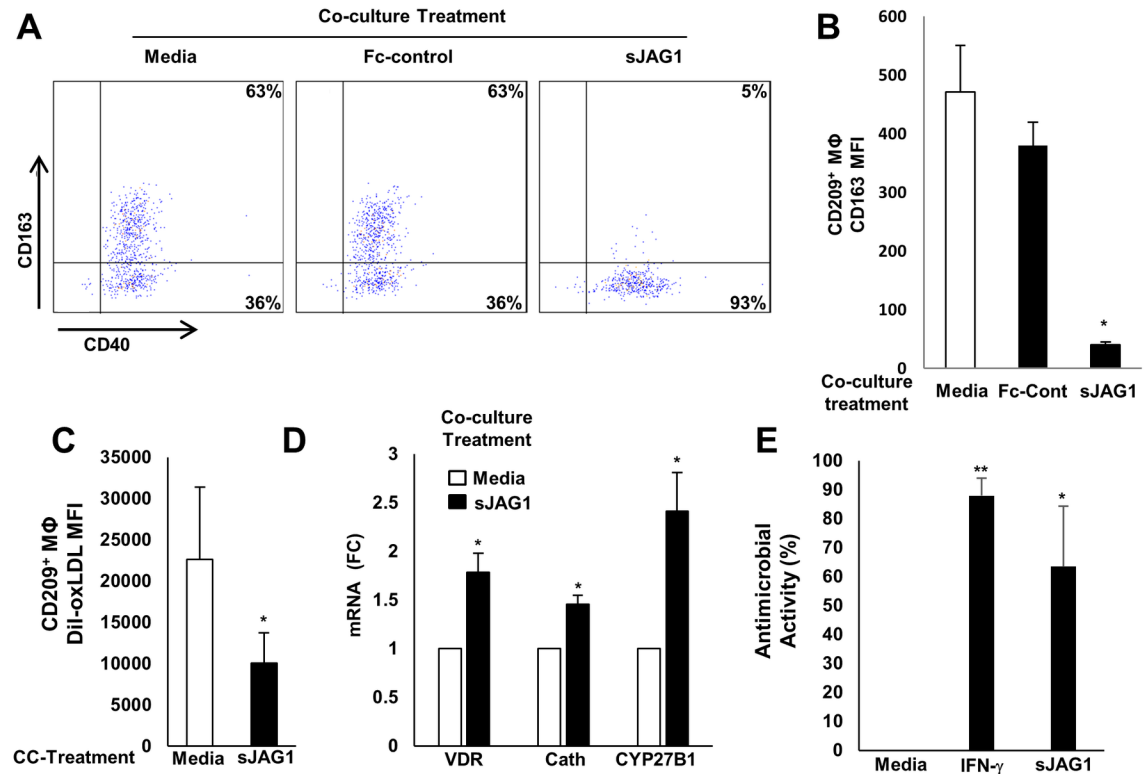 A
Co-culture Treatment
Media
Fc-control
sJAG1
63%
63%
5%
36%
36%
93%
CD163
CD40
B
600
500
400
300
200
100
0
CD209⁺ MΦ
CD163 MFI
*
Co-culture
treatment
Media Fc-Cont sJAG1
C
35000
30000
25000
20000
15000
10000
5000
0
CD209⁺ MΦ
DiI-oxLDL MFI
*
CC-Treatment
Media sJAG1
D
Co-culture
Treatment
Media
sJAG1
3
2.5
2
1.5
1
0.5
0
mRNA (FC)
*
*
*
VDR Cath CYP27B1
E
100
90
80
70
60
50
40
30
20
10
0
Antimicrobial
Activity (%)
**
*
Media IFN-γ sJAG1